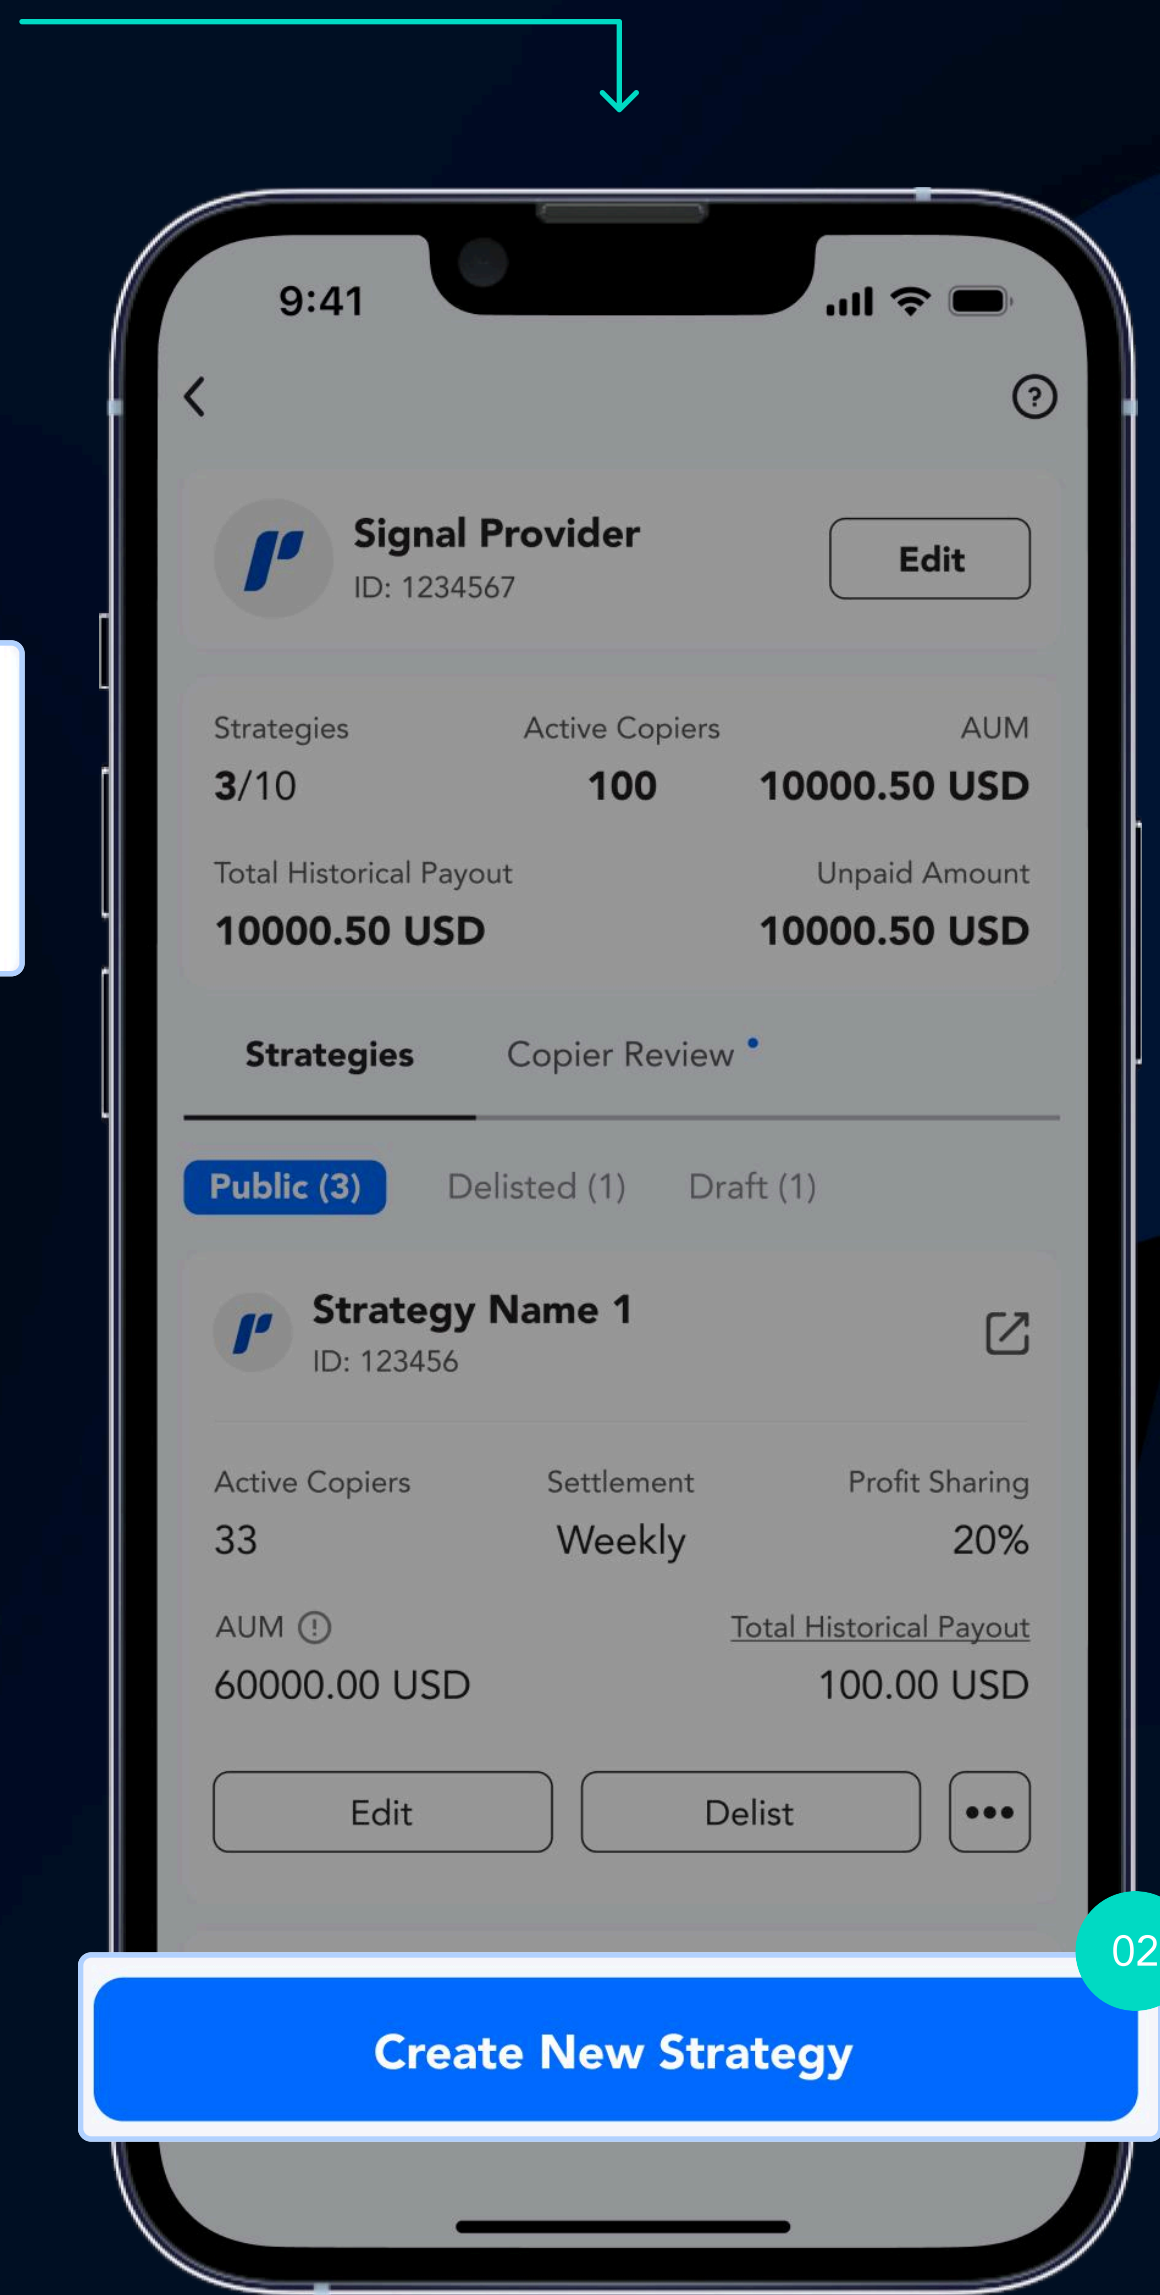 9:41
?
Signal Provider
Edit
ID: 1234567
Strategies Active Copiers AUM
3/10 100 10000.50 USD
Total Historical Payout Unpaid Amount
10000.50 USD 10000.50 USD
Strategies Copier Review
Public (3) Delisted (1) Draft (1)
Strategy Name 1
ID: 123456
Active Copiers Settlement Profit Sharing
33 Weekly 20%
AUM Total Historical Payout
60000.00 USD 100.00 USD
Edit Delist
02
Create New Strategy